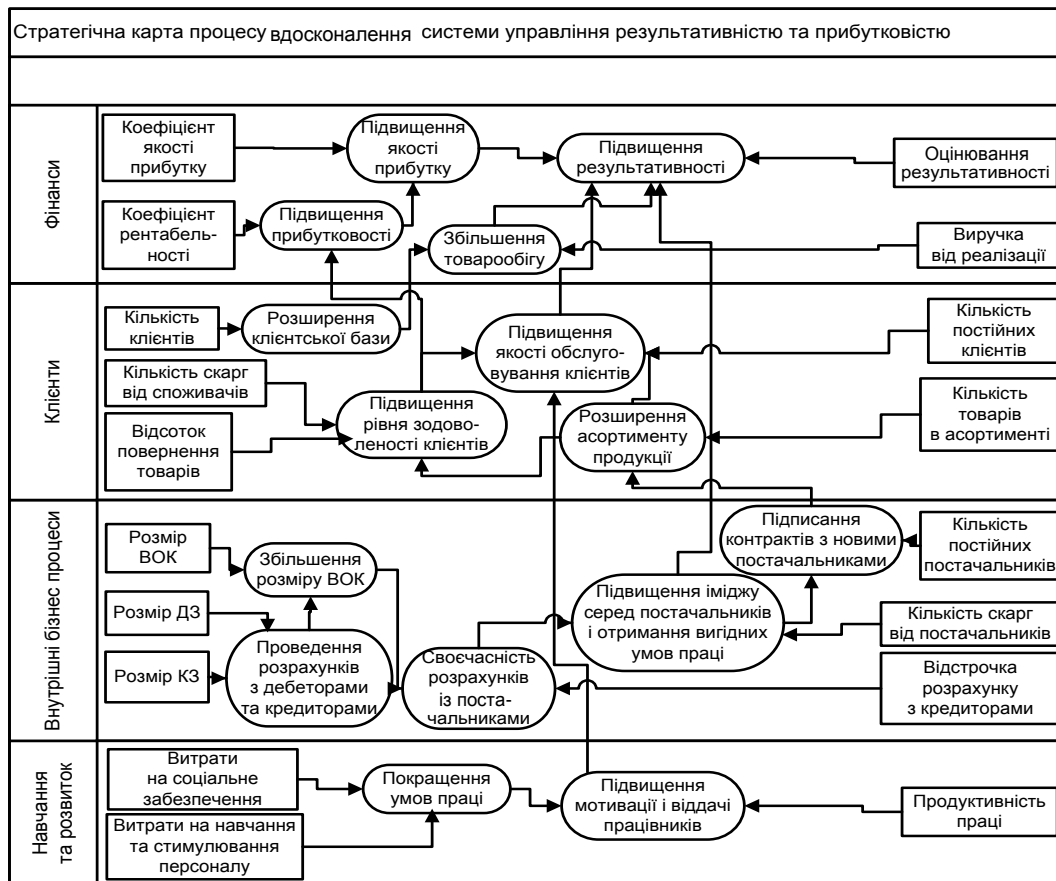 Стратегічна карта процесу вдосконалення системи управління результативністю та прибутковістю
Фінанси
Коефіцієнт
якості
прибутку
Підвищення
якості
прибутку
Підвищення
результативності
Оцінювання
результативності
Коефіцієнт
рентабель-
ності
Підвищення
прибутковості
Збільшення
товарообігу
Виручка
від реалізації
Клієнти
Кількість
клієнтів
Розширення
клієнтської бази
Підвищення
якості обслуго-
вування клієнтів
Кількість
постійних
клієнтів
Кількість скарг
від споживачів
Підвищення
рівня зодово-
леності клієнтів
Розширення
асортименту
продукції
Кількість
товарів
в асортименті
Відсоток
повернення
товарів
Внутрішні бізнес процеси
Розмір
ВОК
Збільшення
розміру ВОК
Підписання
контрактів з новими
постачальниками
Кількість
постійних
постачальників
Розмір ДЗ
Підвищення іміджу
серед постачальників
і отримання вигідних
умов праці
Кількість скарг
від постачальників
Розмір КЗ
Проведення
розрахунків
з дебеторами
та кредиторами
Своєчасність
розрахунків
із поста-
чальниками
Відстрочка
розрахунку
з кредиторами
Навчання
та розвиток
Витрати
на соціальне
забезпечення
Покращення
умов праці
Підвищення
мотивації і віддачі
працівників
Продуктивність
праці
Витрати на навчання
та стимулювання
персоналу